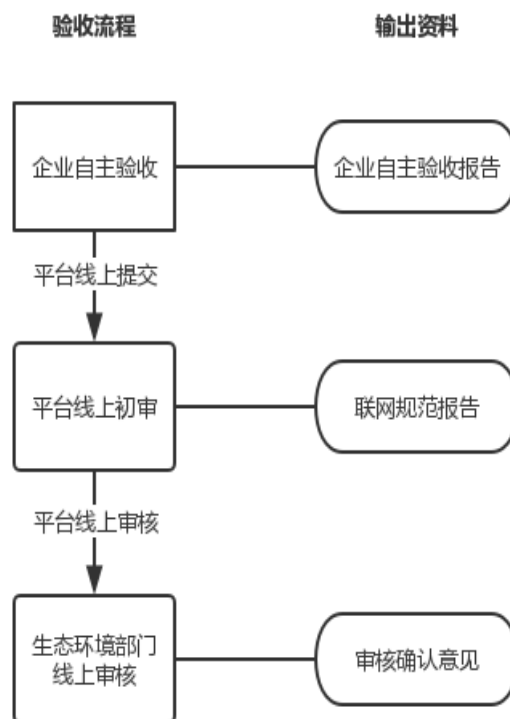 验收流程
输出资料
企业自主验收
企业自主验收报告
平台线上提交
平台线上初审
联网规范报告
平台线上审核
生态环境部门
线上审核
审核确认意见